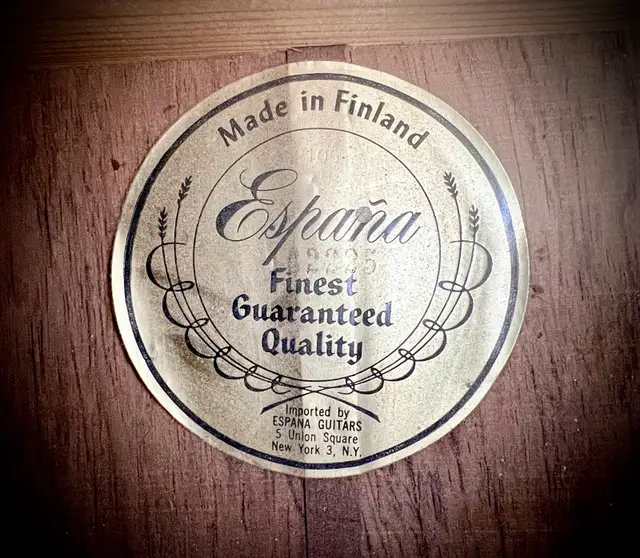 Made in Finland
España
Finest
Guaranteed
Quality
Imported by
ESPANA GUITARS
5 Union Square
New York 3, N.Y.